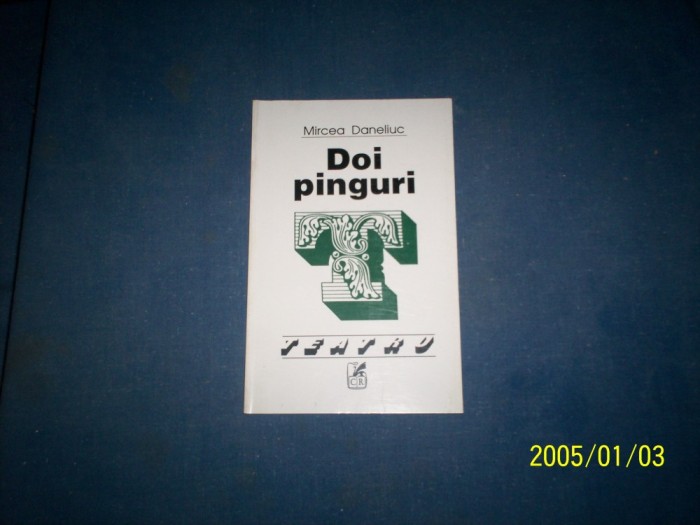 Mircea Daneliuc
Doi
pinguri
T
TEATRU
CR
2005/01/03